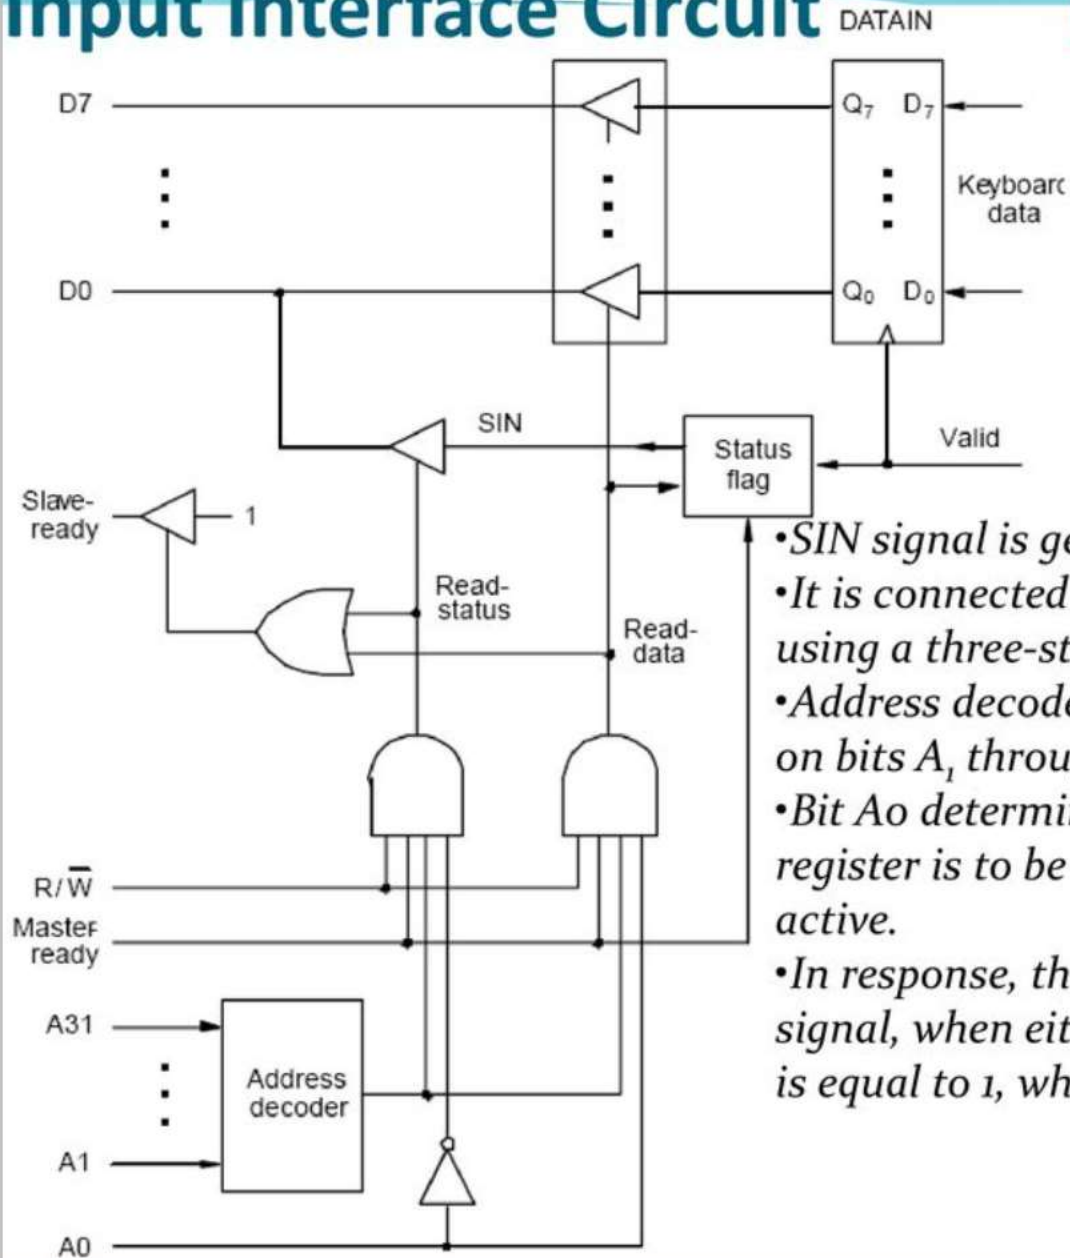 Input Interface Circuit
DATAIN
D7
Q7 D7
Keyboard
data
D0
Q0 D0
SIN
Status
flag
Valid
Slave-
ready
1
Read-
status
Read-
data
R/W̅
Master
ready
A31
Address
decoder
A1
A0
•SIN signal is ge
•It is connected
using a three-st
•Address decode
on bits A1 throu
•Bit A0 determi
register is to be
active.
•In response, th
signal, when eit
is equal to 1, wh